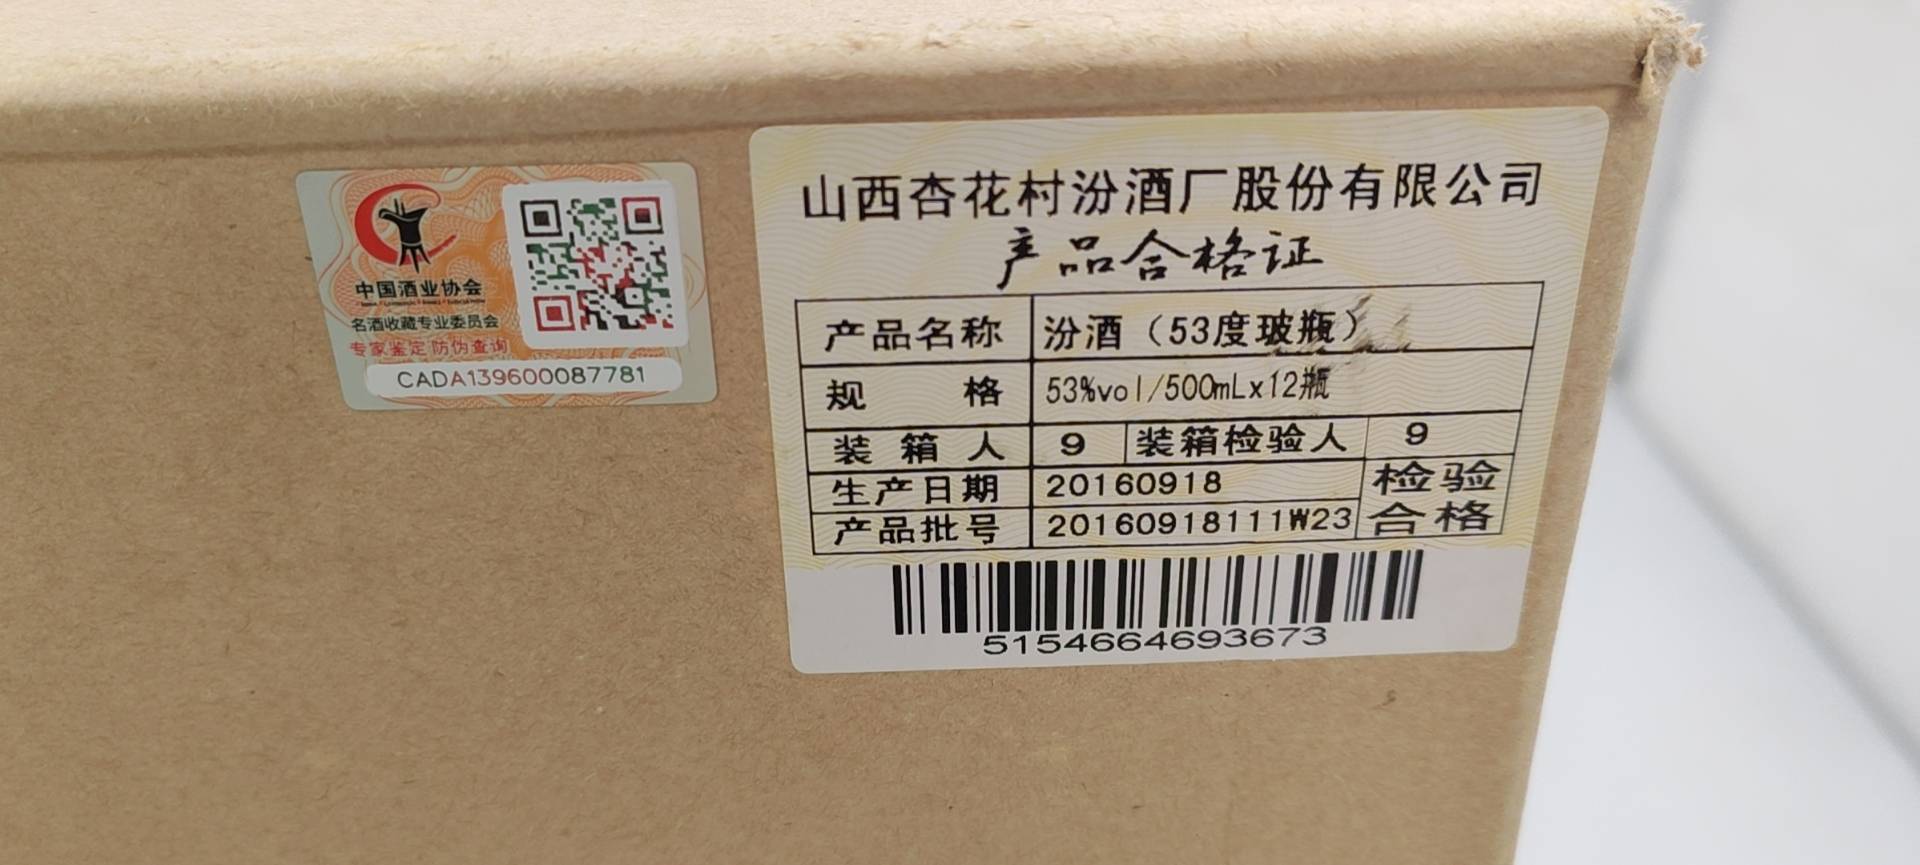 中国酒业协会
名酒收藏专业委员会
专家鉴定 防伪查询
CADA139600087781
山西杏花村汾酒厂股份有限公司
产品合格证
产品名称 汾酒（53度玻瓶）
规格 53%vol/500mLx12瓶
装箱人 9 装箱检验人 9
生产日期 20160918 检验
产品批号 20160918111W23 合格
5154664693673